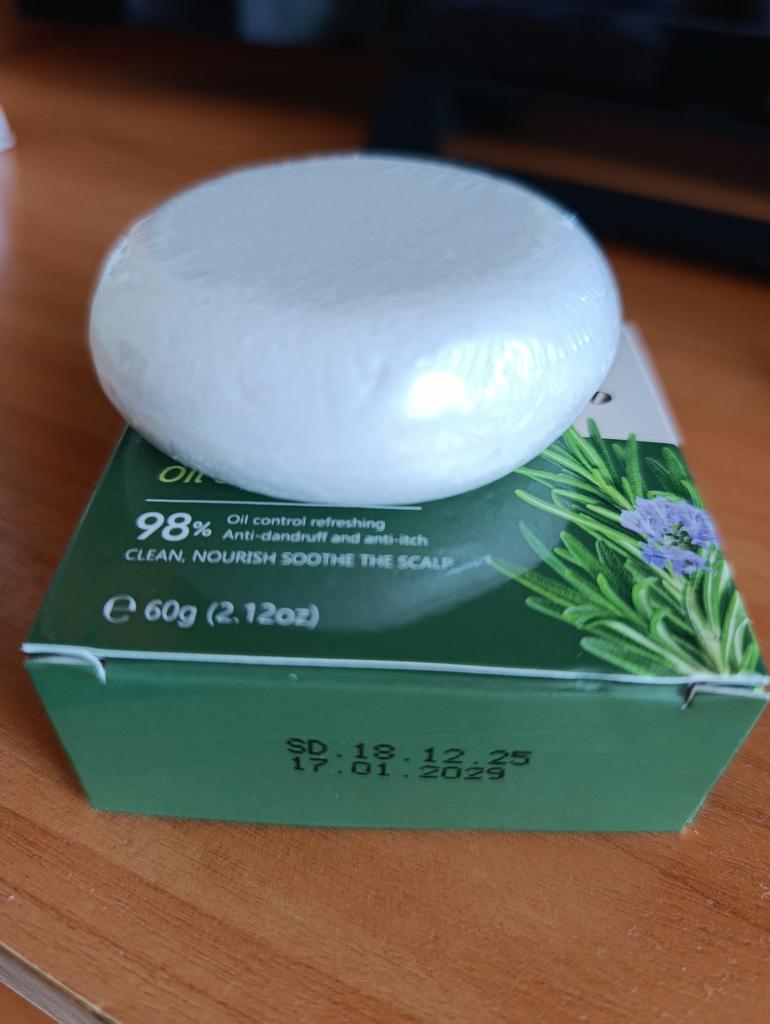 Oil
98% Oil control refreshing
Anti-dandruff and anti-itch
CLEAN, NOURISH SOOTHE THE SCALP
℮ 60g (2.12oz)
SD.18.12.25
17.01.2029